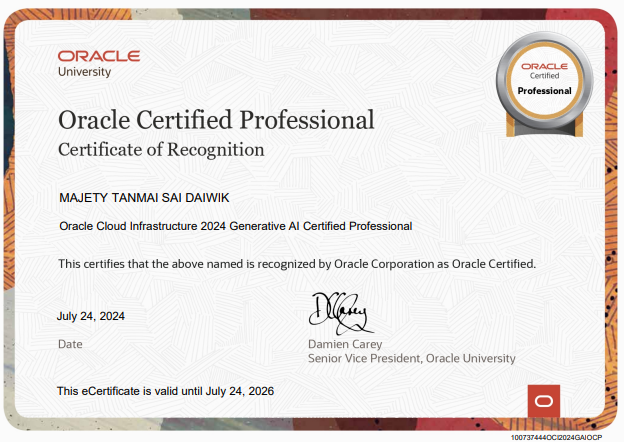 ORACLE
University
ORACLE
Certified
Professional
Oracle Certified Professional
Certificate of Recognition
MAJETY TANMAI SAI DAIWIK
Oracle Cloud Infrastructure 2024 Generative AI Certified Professional
This certifies that the above named is recognized by Oracle Corporation as Oracle Certified.
July 24, 2024
Date
DCarey
Damien Carey
Senior Vice President, Oracle University
This eCertificate is valid until July 24, 2026
100737444OCI2024GAIOCP